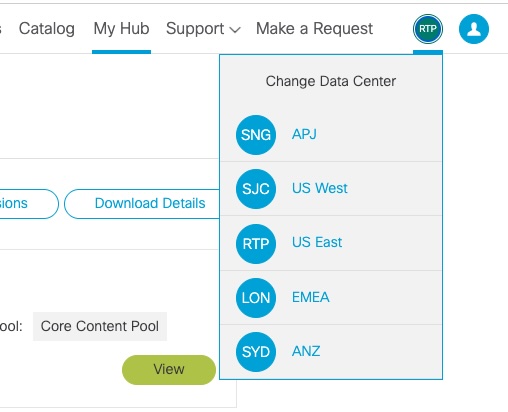 s Catalog My Hub Support Make a Request RTP
Change Data Center
SNG APJ
SJC US West
RTP US East
LON EMEA
SYD ANZ
ions Download Details
ool: Core Content Pool
View